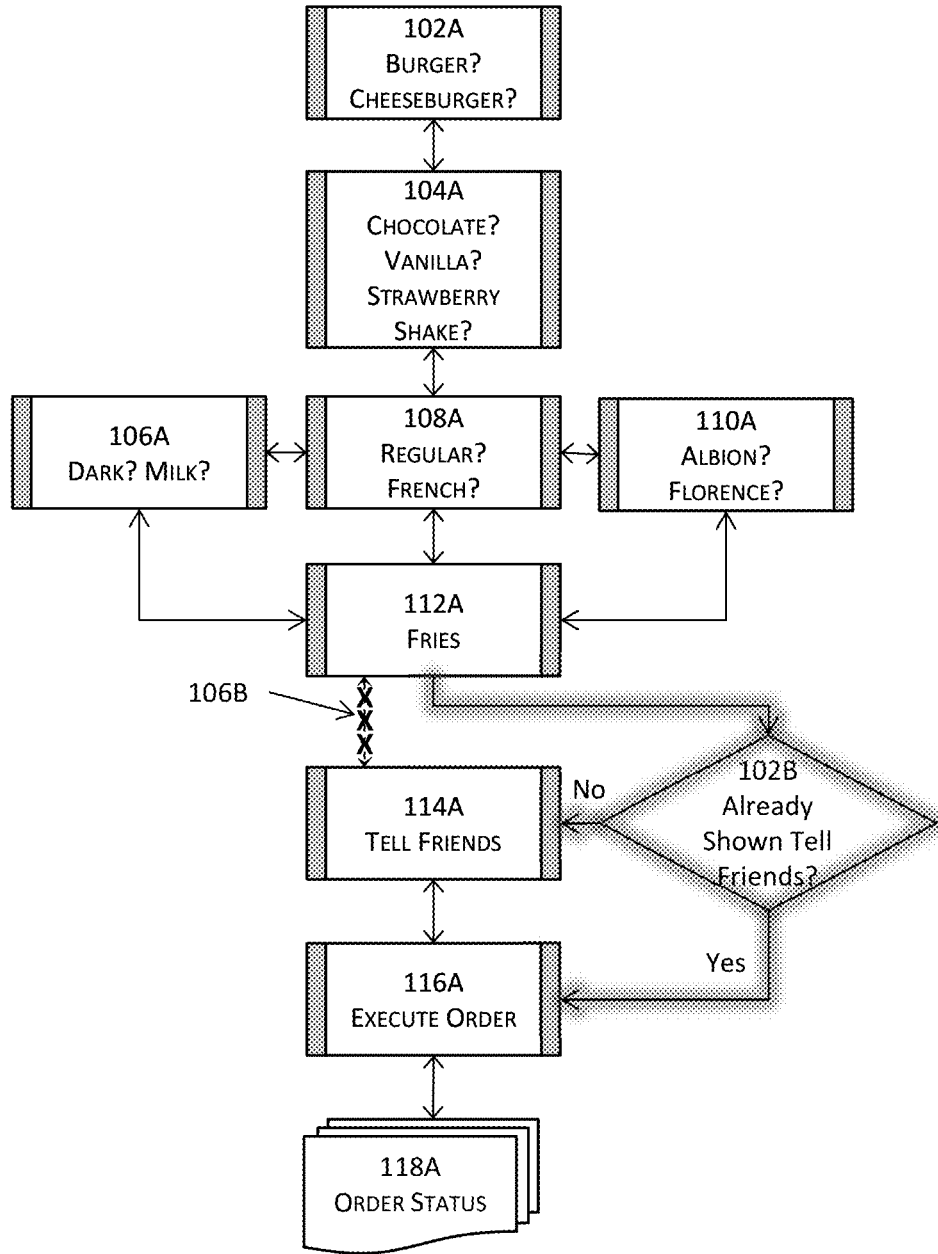 102A
BURGER?
CHEESEBURGER?
104A
CHOCOLATE?
VANILLA?
STRAWBERRY
SHAKE?
106A
DARK? MILK?
108A
REGULAR?
FRENCH?
110A
ALBION?
FLORENCE?
112A
FRIES
106B
X
X
X
102B
Already
Shown Tell
Friends?
No
114A
TELL FRIENDS
Yes
116A
EXECUTE ORDER
118A
ORDER STATUS